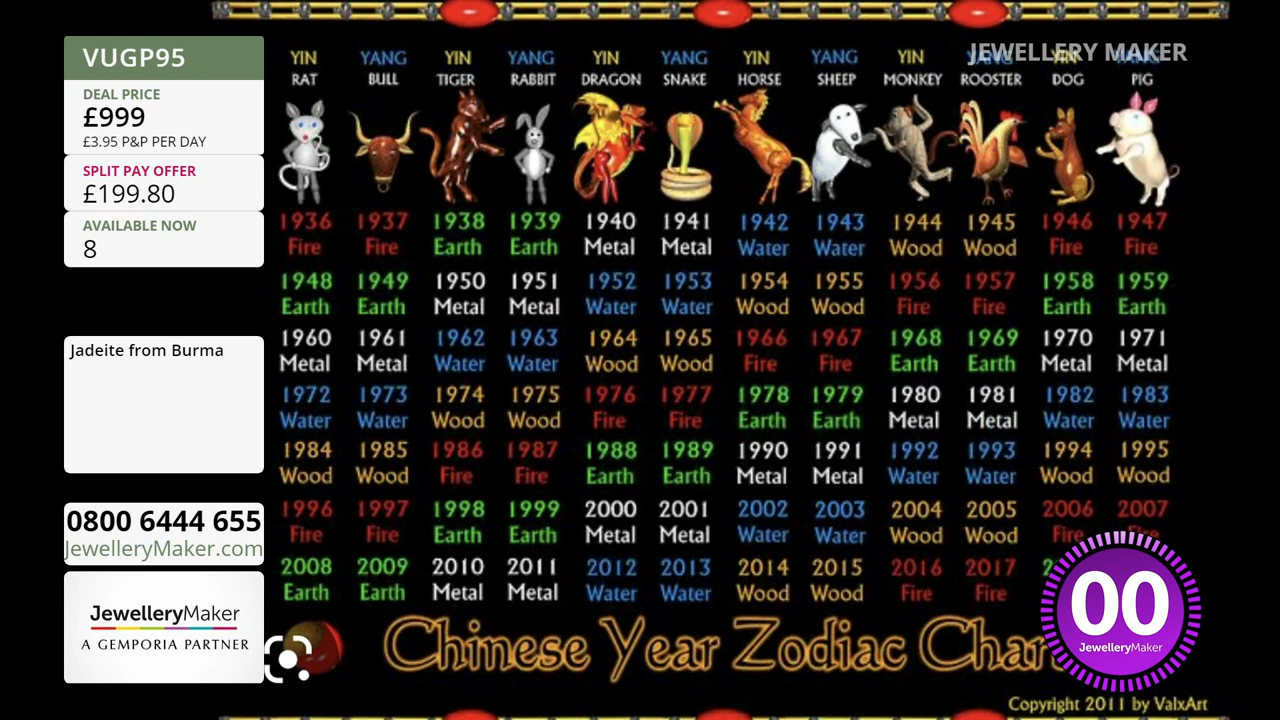 VUGP95
DEAL PRICE
£999
£3.95 P&P PER DAY
SPLIT PAY OFFER
£199.80
AVAILABLE NOW
8
Jadeite from Burma
0800 6444 655
JewelleryMaker.com
JewelleryMaker
A GEMPORIA PARTNER
JEWELLERY MAKER
YIN YANG YIN YANG YIN YANG YIN YANG YIN YANG YIN YANG
RAT BULL TIGER RABBIT DRAGON SNAKE HORSE SHEEP MONKEY ROOSTER DOG PIG
1936 1937 1938 1939 1940 1941 1942 1943 1944 1945 1946 1947
Fire Fire Earth Earth Metal Metal Water Water Wood Wood Fire Fire
1948 1949 1950 1951 1952 1953 1954 1955 1956 1957 1958 1959
Earth Earth Metal Metal Water Water Wood Wood Fire Fire Earth Earth
1960 1961 1962 1963 1964 1965 1966 1967 1968 1969 1970 1971
Metal Metal Water Water Wood Wood Fire Fire Earth Earth Metal Metal
1972 1973 1974 1975 1976 1977 1978 1979 1980 1981 1982 1983
Water Water Wood Wood Fire Fire Earth Earth Metal Metal Water Water
1984 1985 1986 1987 1988 1989 1990 1991 1992 1993 1994 1995
Wood Wood Fire Fire Earth Earth Metal Metal Water Water Wood Wood
1996 1997 1998 1999 2000 2001 2002 2003 2004 2005 2006 2007
Fire Fire Earth Earth Metal Metal Water Water Wood Wood Fire Fire
2008 2009 2010 2011 2012 2013 2014 2015 2016 2017
Earth Earth Metal Metal Water Water Wood Wood Fire Fire
Chinese Year Zodiac Char
00
JewelleryMaker
Copyright 2011 by ValxArt